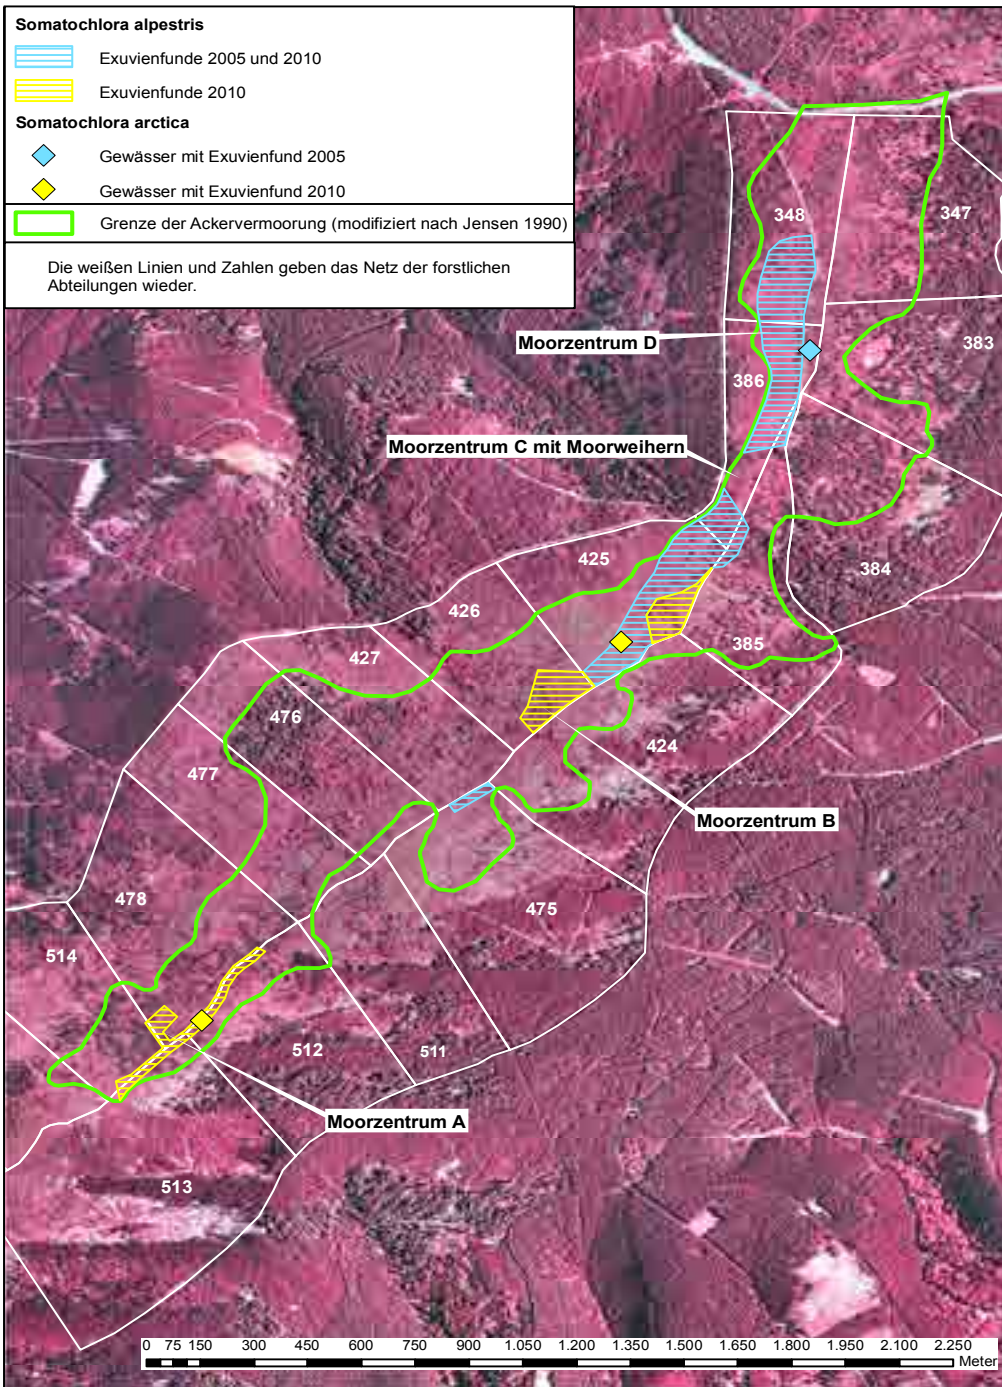 Somatochlora alpestris
Exuvienfunde 2005 und 2010
Exuvienfunde 2010
Somatochlora arctica
Gewässer mit Exuvienfund 2005
Gewässer mit Exuvienfund 2010
Grenze der Ackervermoorung (modifiziert nach Jensen 1990)
Die weißen Linien und Zahlen geben das Netz der forstlichen
Abteilungen wieder.
348
347
Moorzentrum D
383
386
Moorzentrum C mit Moorweihern
425
384
426
385
427
476
424
477
Moorzentrum B
478
475
514
512
511
Moorzentrum A
513
0 75 150 300 450 600 750 900 1.050 1.200 1.350 1.500 1.650 1.800 1.950 2.100 2.250
Meter